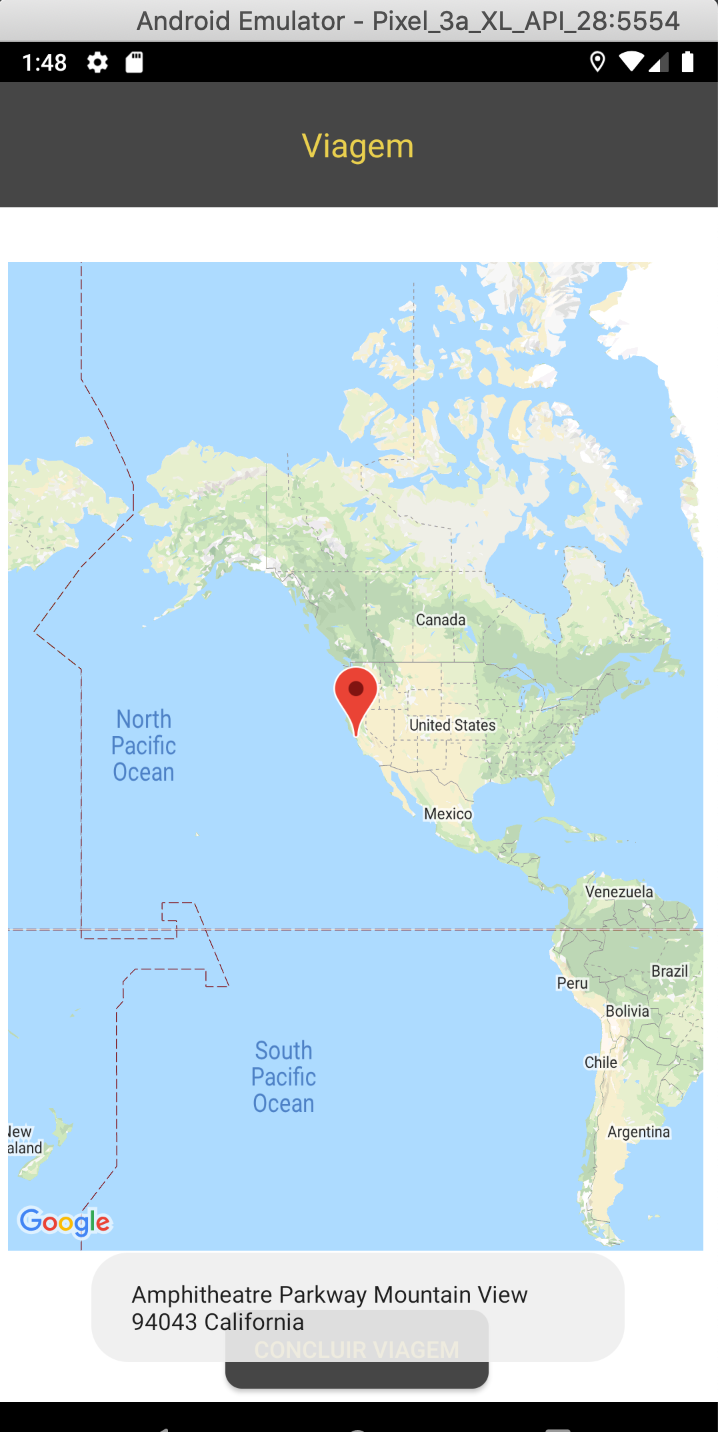 Android Emulator - Pixel_3a_XL_API_28:5554
1:48
Viagem
Canada
United States
North
Pacific
Ocean
Mexico
Venezuela
Brazil
Peru
Bolivia
South
Pacific
Ocean
Chile
Argentina
New
aland
Google
Amphitheatre Parkway Mountain View
94043 California
CONCLUIR VIAGEM